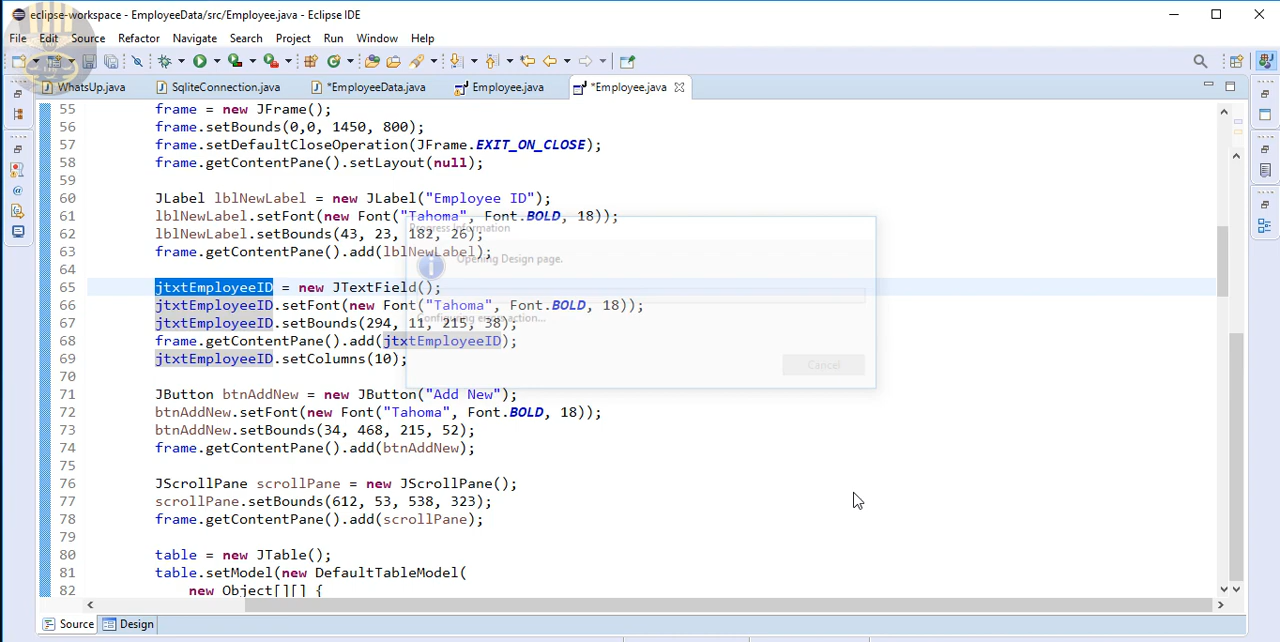 eclipse-workspace - EmployeeData/src/Employee.java - Eclipse IDE
File Edit Source Refactor Navigate Search Project Run Window Help
WhatsUp.java SqliteConnection.java *EmployeeData.java Employee.java *Employee.java
55 frame = new JFrame();
56 frame.setBounds(0,0, 1450, 800);
57 frame.setDefaultCloseOperation(JFrame.EXIT_ON_CLOSE);
58 frame.getContentPane().setLayout(null);
59
60 JLabel lblNewLabel = new JLabel("Employee ID");
61 lblNewLabel.setFont(new Font("Tahoma", Font.BOLD, 18));
Progress Information
62 lblNewLabel.setBounds(43, 23, 182, 26);
63 frame.getContentPane().add(lblNewLabel);
Opening Design page.
64
65 jtxtEmployeeID = new JTextField();
66 jtxtEmployeeID.setFont(new Font("Tahoma", Font.BOLD, 18));
Configuring error action...
67 jtxtEmployeeID.setBounds(294, 11, 215, 38);
68 frame.getContentPane().add(jtxtEmployeeID);
69 jtxtEmployeeID.setColumns(10);
Cancel
70
71 JButton btnAddNew = new JButton("Add New");
72 btnAddNew.setFont(new Font("Tahoma", Font.BOLD, 18));
73 btnAddNew.setBounds(34, 468, 215, 52);
74 frame.getContentPane().add(btnAddNew);
75
76 JScrollPane scrollPane = new JScrollPane();
77 scrollPane.setBounds(612, 53, 538, 323);
78 frame.getContentPane().add(scrollPane);
79
80 table = new JTable();
81 table.setModel(new DefaultTableModel(
82 new Object[][] {
Source Design